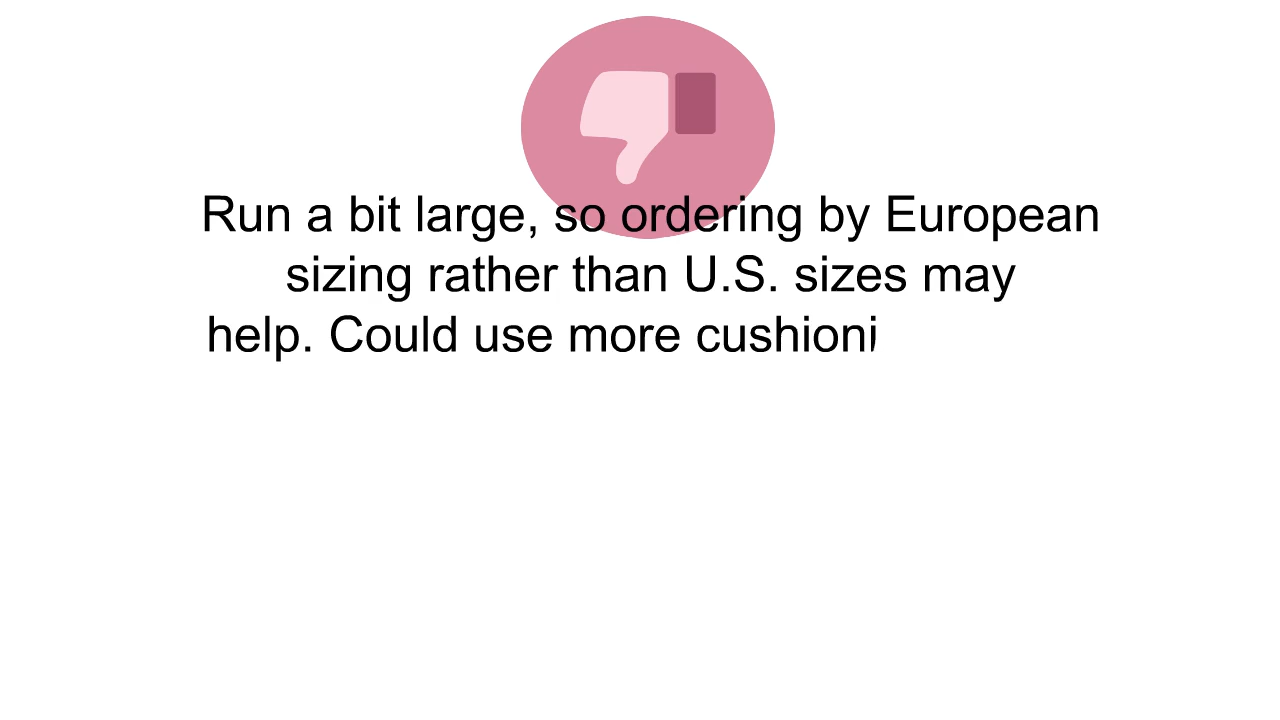 Run a bit large, so ordering by European
sizing rather than U.S. sizes may
help. Could use more cushioni